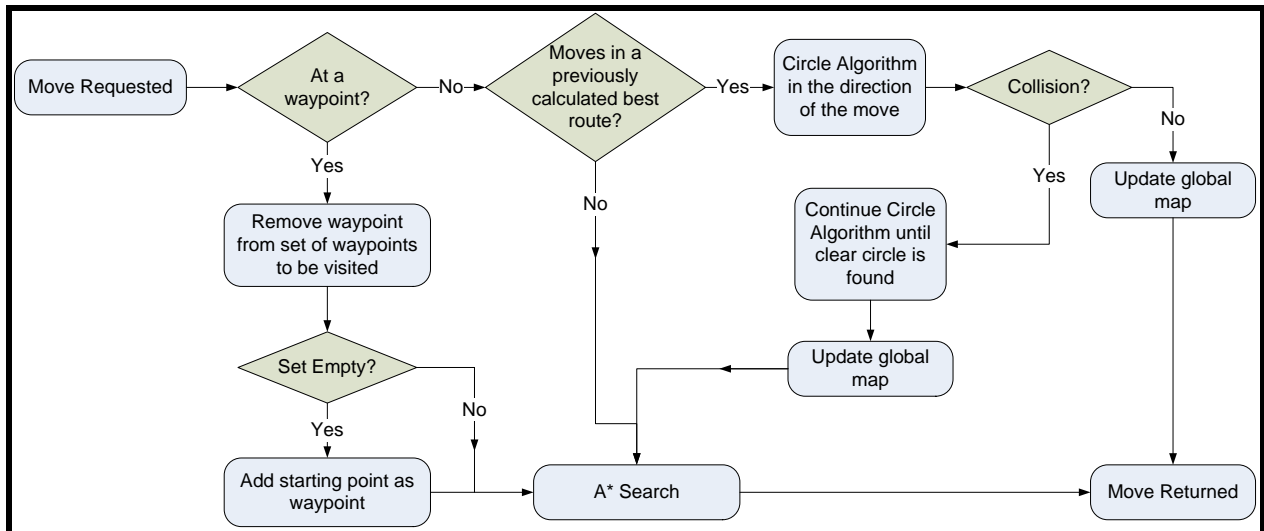 Move Requested
At a
waypoint?
No
Moves in a
previously
calculated best
route?
Yes
Circle Algorithm
in the direction
of the move
Collision?
No
Update global
map
Yes
Continue Circle
Algorithm until
clear circle is
found
Update global
map
No
Yes
Remove waypoint
from set of waypoints
to be visited
Set Empty?
No
Yes
Add starting point as
waypoint
A* Search
Move Returned